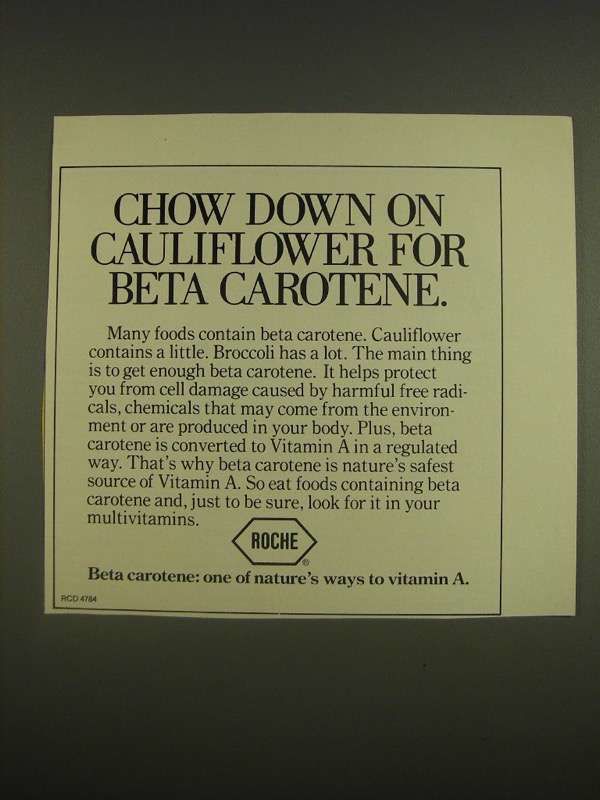 CHOW DOWN ON
CAULIFLOWER FOR
BETA CAROTENE.
Many foods contain beta carotene. Cauliflower
contains a little. Broccoli has a lot. The main thing
is to get enough beta carotene. It helps protect
you from cell damage caused by harmful free radi-
cals, chemicals that may come from the environ-
ment or are produced in your body. Plus, beta
carotene is converted to Vitamin A in a regulated
way. That's why beta carotene is nature's safest
source of Vitamin A. So eat foods containing beta
carotene and, just to be sure, look for it in your
multivitamins.
ROCHE
®
Beta carotene: one of nature's ways to vitamin A.
RCD 4784